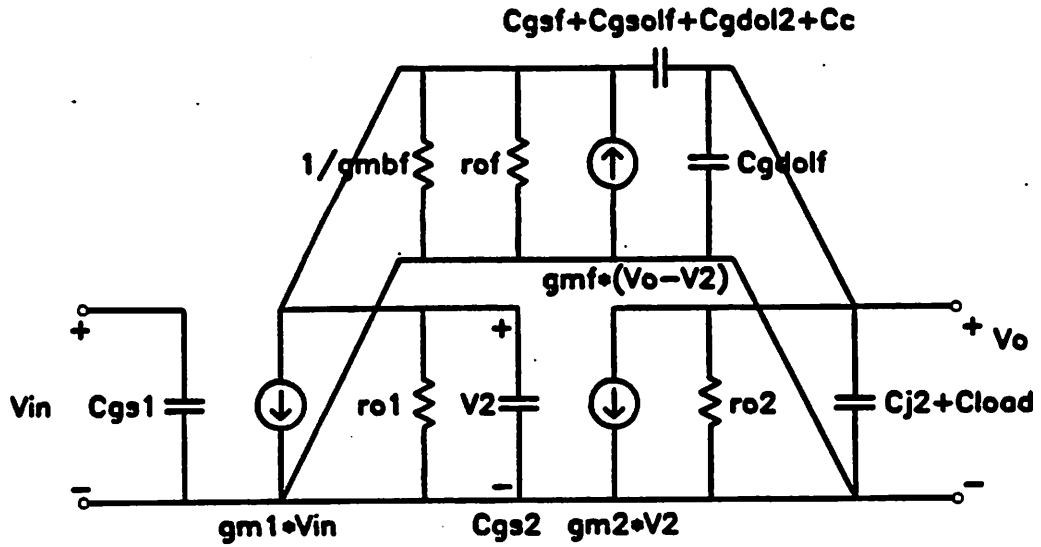 Cgsf+Cgsolf+Cgdol2+Cc
1/gmbf
rof
Cgdolf
gmf*(Vo-V2)
+
+
+
Vo
Vin
Cgs1
ro1
V2
ro2
Cj2+Cload
-
-
-
gm1*Vin
Cgs2
gm2*V2